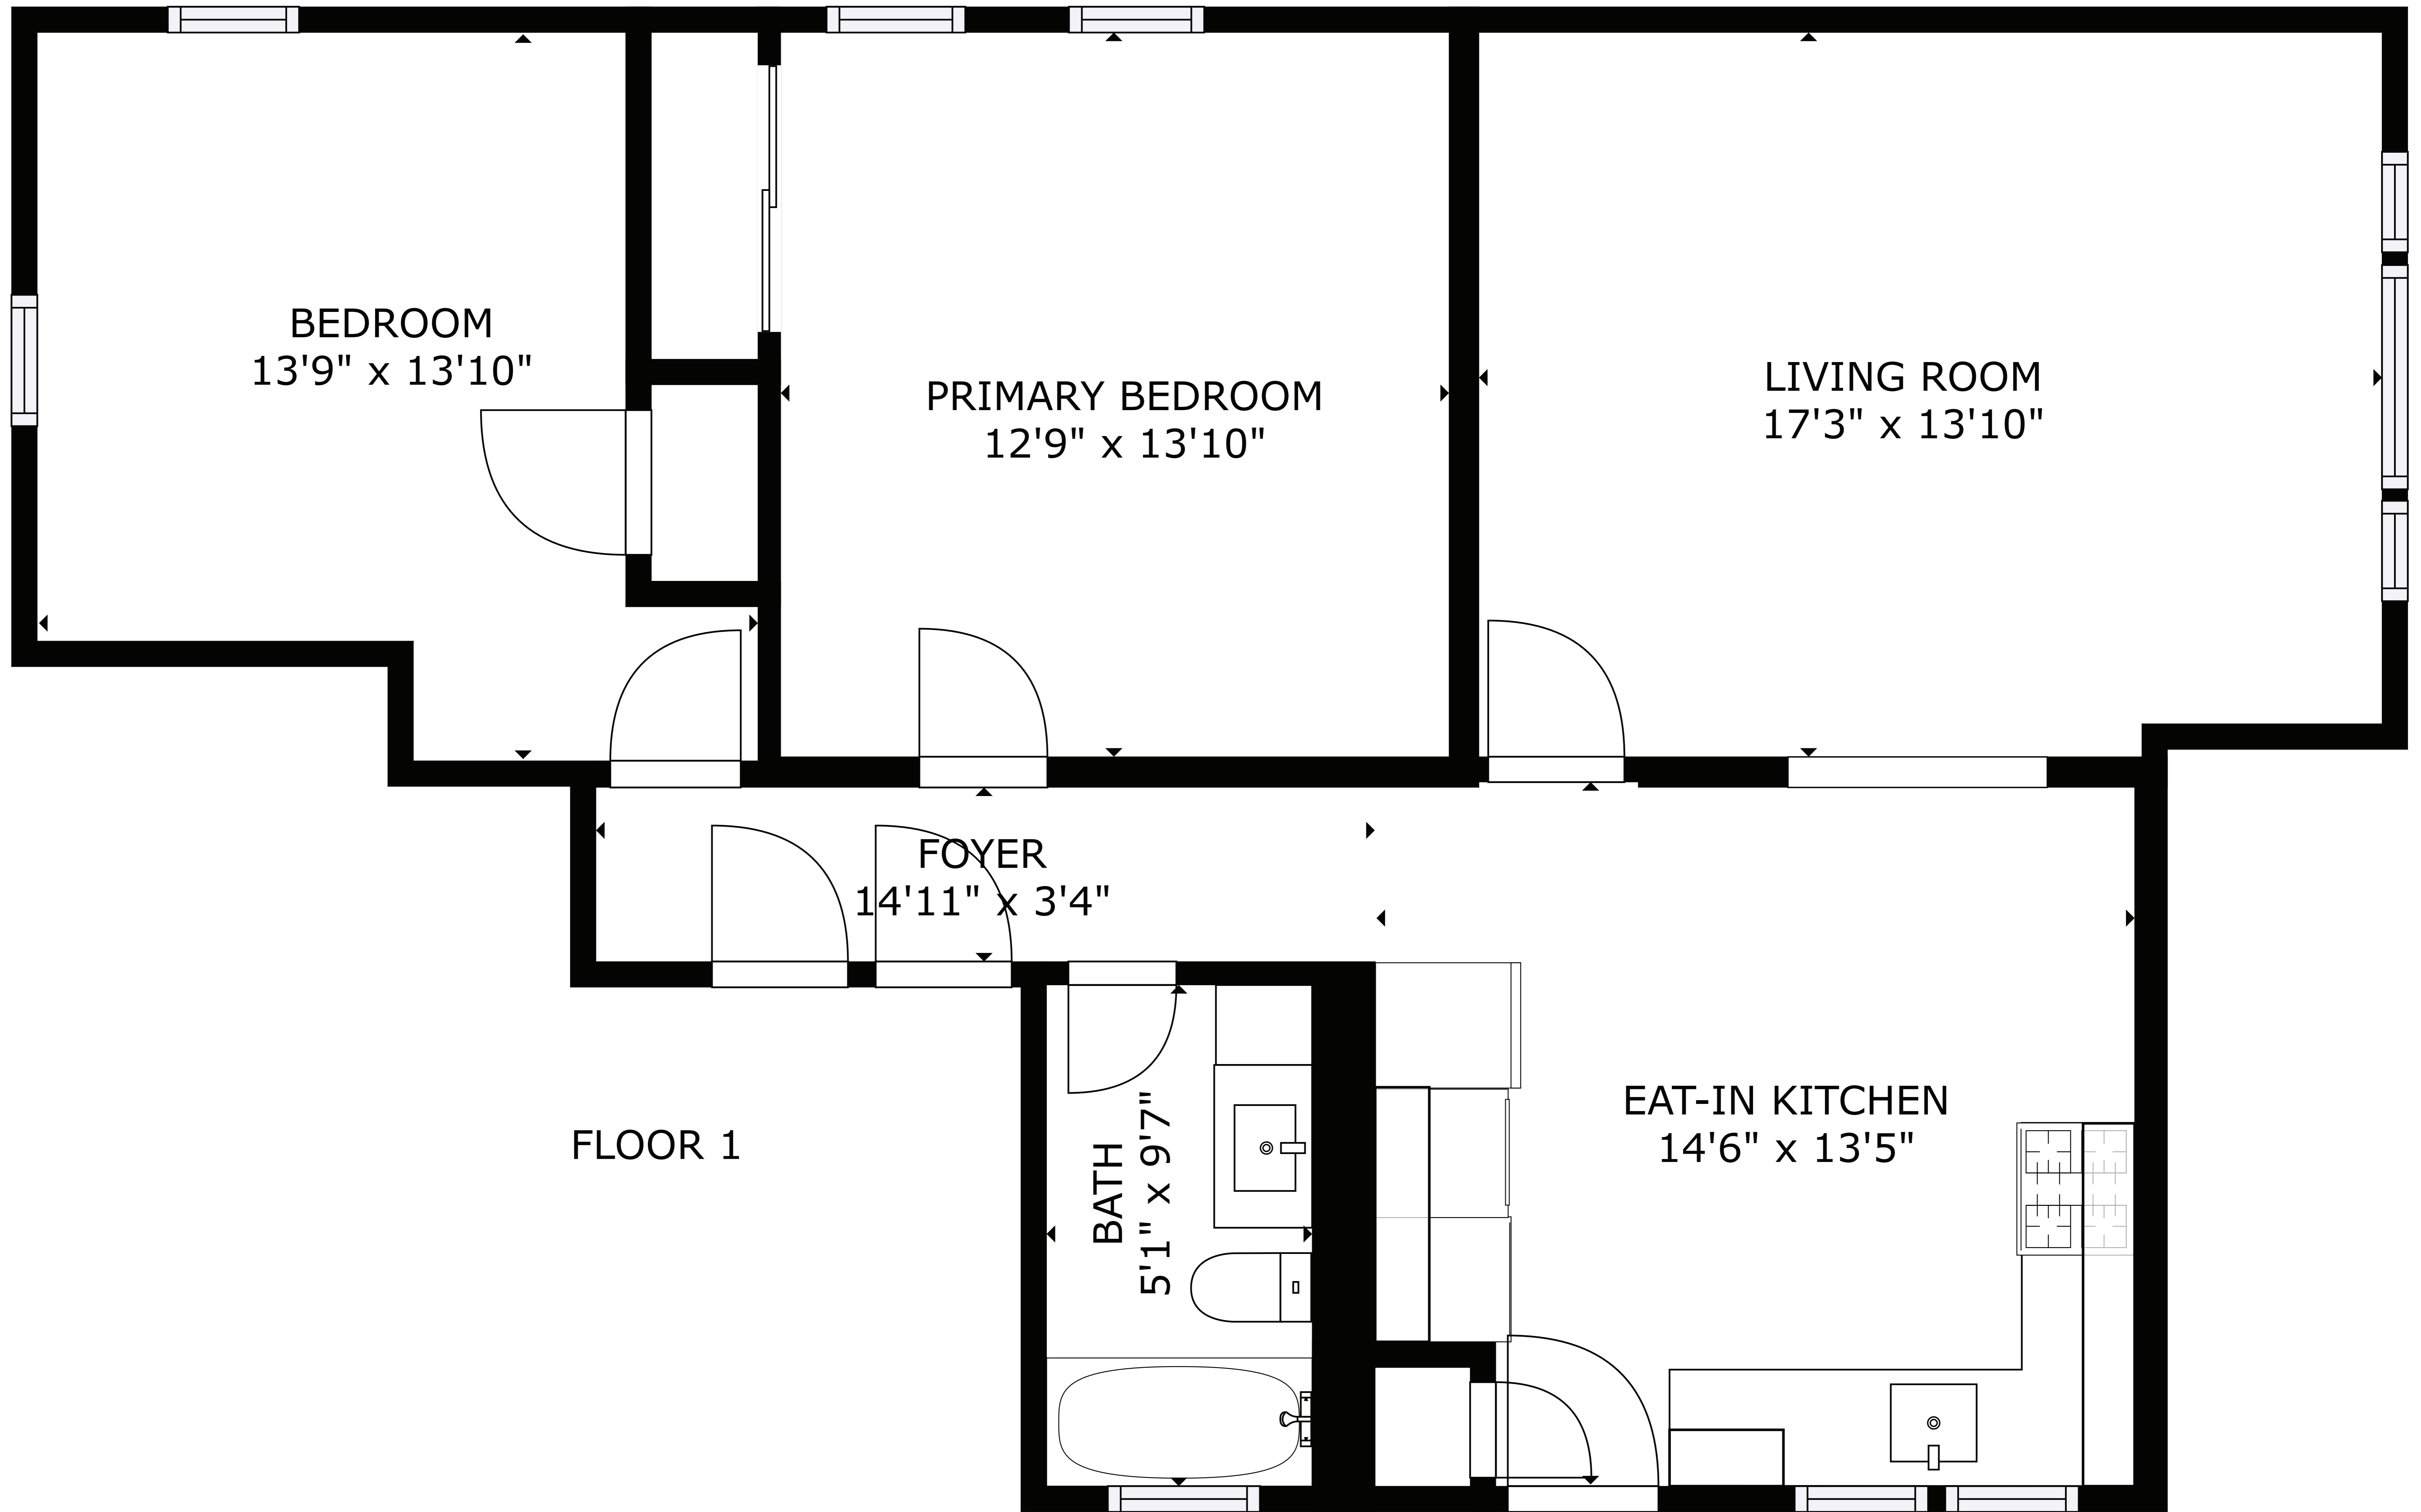 BEDROOM
13'9" x 13'10"
PRIMARY BEDROOM
12'9" x 13'10"
LIVING ROOM
17'3" x 13'10"
FOYER
14'11" x 3'4"
EAT-IN KITCHEN
14'6" x 13'5"
FLOOR 1
BATH
5'1" x 9'7"